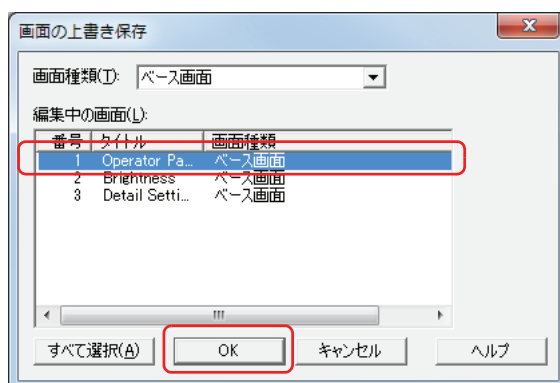 画面の上書き保存
画面種類(T): ベース画面
編集中の画面(L):
番号 タイトル 画面種類
1 Operator Pa... ベース画面
2 Brightness ベース画面
3 Detail Setti... ベース画面
すべて選択(A) OK キャンセル ヘルプ